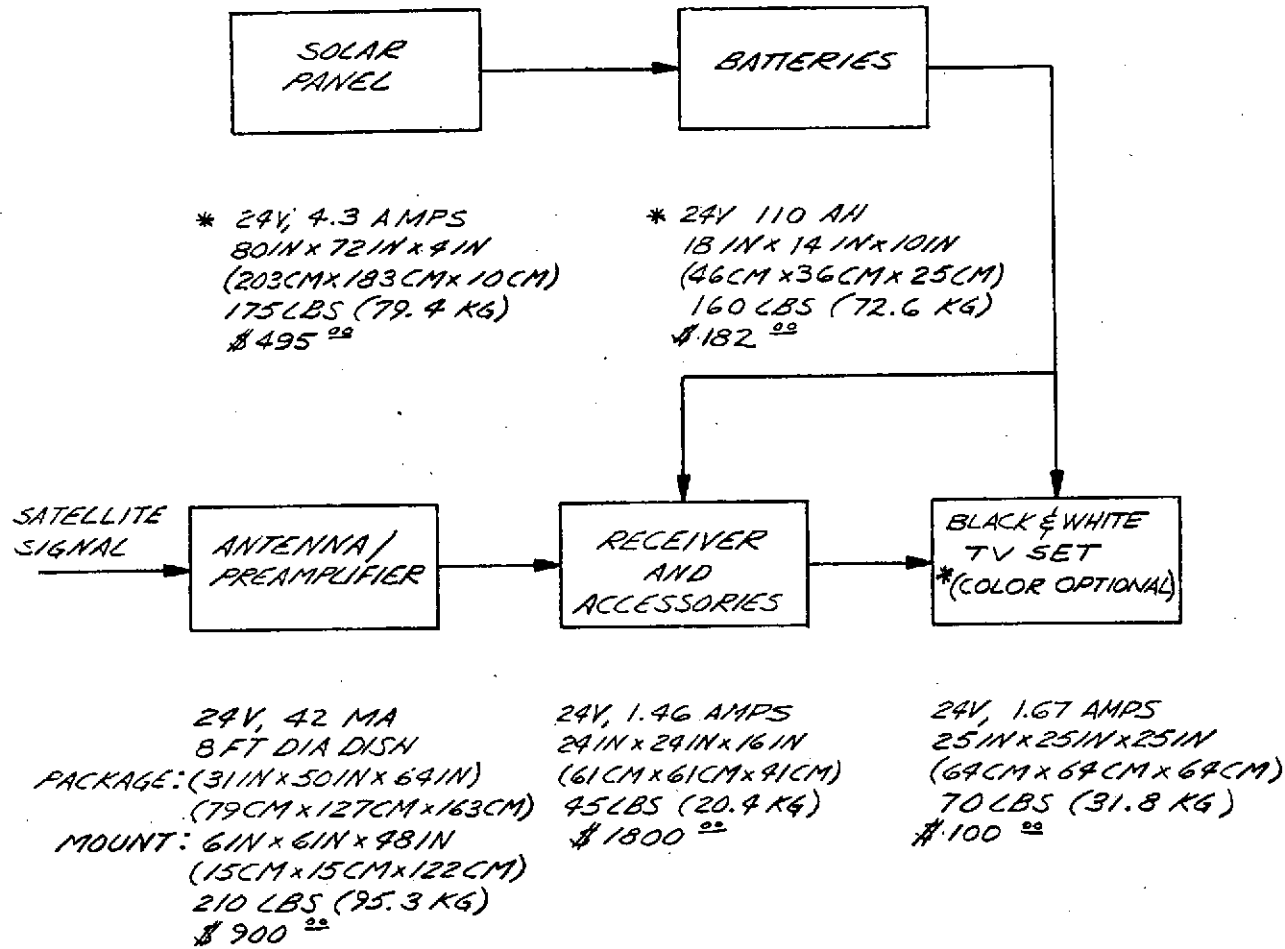 SOLAR
PANEL
BATTERIES
* 24V, 4.3 AMPS
80IN x 72IN x 4IN
(203CM x 183CM x 10CM)
175 LBS (79.4 KG)
$495 00
* 24V 110 AH
18 IN x 14 IN x 10IN
(46CM x 36CM x 25CM)
160 LBS (72.6 KG)
$182 00
SATELLITE
SIGNAL
ANTENNA/
PREAMPLIFIER
RECEIVER
AND
ACCESSORIES
BLACK & WHITE
TV SET
*(COLOR OPTIONAL)
24V, 42 MA
8 FT DIA DISH
PACKAGE: (31IN x 50IN x 64IN)
(79CM x 127CM x 163CM)
MOUNT: 6IN x 6IN x 48IN
(15CM x 15CM x 122CM)
210 LBS (95.3 KG)
$900 00
24V, 1.46 AMPS
24IN x 24IN x 16IN
(61CM x 61CM x 41CM)
45 LBS (20.4 KG)
$1800 00
24V, 1.67 AMPS
25IN x 25IN x 25IN
(64CM x 64CM x 64CM)
70 LBS (31.8 KG)
$100 00